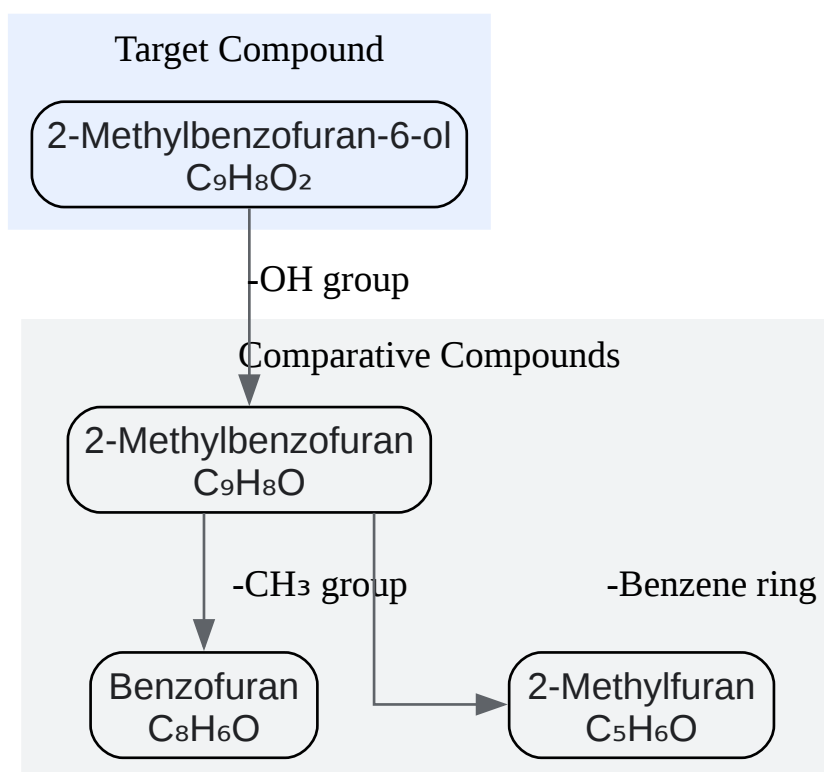 Target Compound
2-Methylbenzofuran-6-ol
C₉H₈O₂
-OH group
Comparative Compounds
2-Methylbenzofuran
C₉H₈O
-CH₃ group
-Benzene ring
Benzofuran
C₈H₆O
2-Methylfuran
C₅H₆O